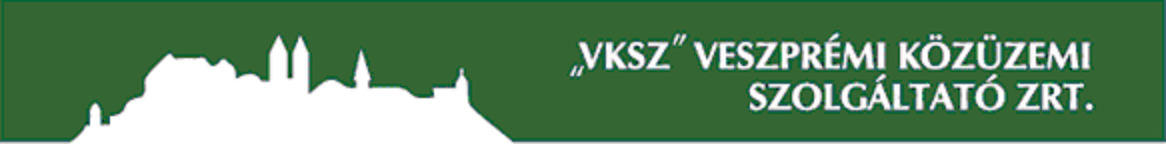 „VKSZ” VESZPRÉMI KÖZÜZEMI
SZOLGÁLTATÓ ZRT.